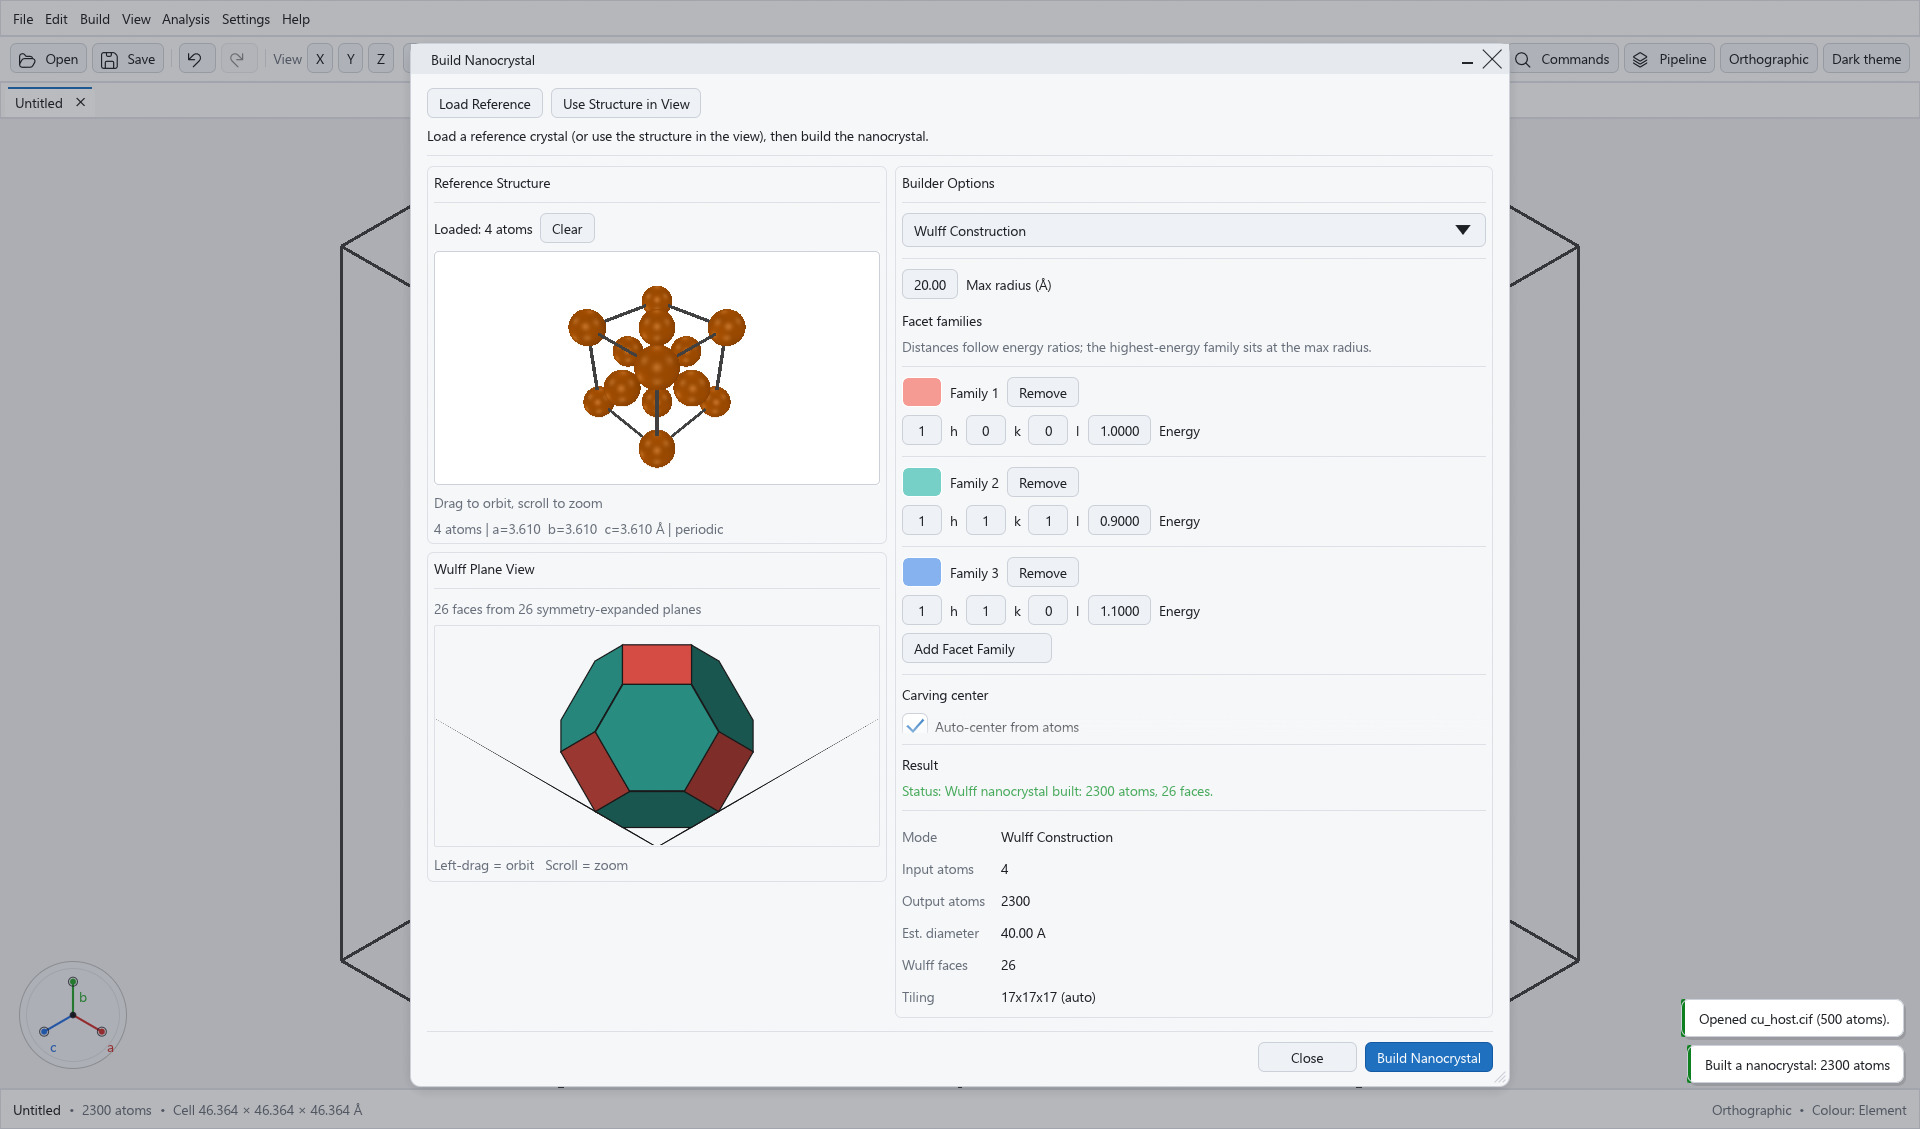 File Edit Build View Analysis Settings Help
Open Save View X Y Z Commands Pipeline Orthographic Dark theme
Untitled
Build Nanocrystal
Load Reference Use Structure in View
Load a reference crystal (or use the structure in the view), then build the nanocrystal.
Reference Structure
Loaded: 4 atoms Clear
Drag to orbit, scroll to zoom
4 atoms | a=3.610 b=3.610 c=3.610 Å | periodic
Wulff Plane View
26 faces from 26 symmetry-expanded planes
Left-drag = orbit Scroll = zoom
Builder Options
Wulff Construction
20.00 Max radius (Å)
Facet families
Distances follow energy ratios; the highest-energy family sits at the max radius.
Family 1 Remove
1 h 0 k 0 l 1.0000 Energy
Family 2 Remove
1 h 1 k 1 l 0.9000 Energy
Family 3 Remove
1 h 1 k 0 l 1.1000 Energy
Add Facet Family
Carving center
Auto-center from atoms
Result
Status: Wulff nanocrystal built: 2300 atoms, 26 faces.
Mode Wulff Construction
Input atoms 4
Output atoms 2300
Est. diameter 40.00 A
Wulff faces 26
Tiling 17x17x17 (auto)
Close Build Nanocrystal
b
c a
Opened cu_host.cif (500 atoms).
Built a nanocrystal: 2300 atoms
Untitled • 2300 atoms • Cell 46.364 × 46.364 × 46.364 Å
Orthographic • Colour: Element